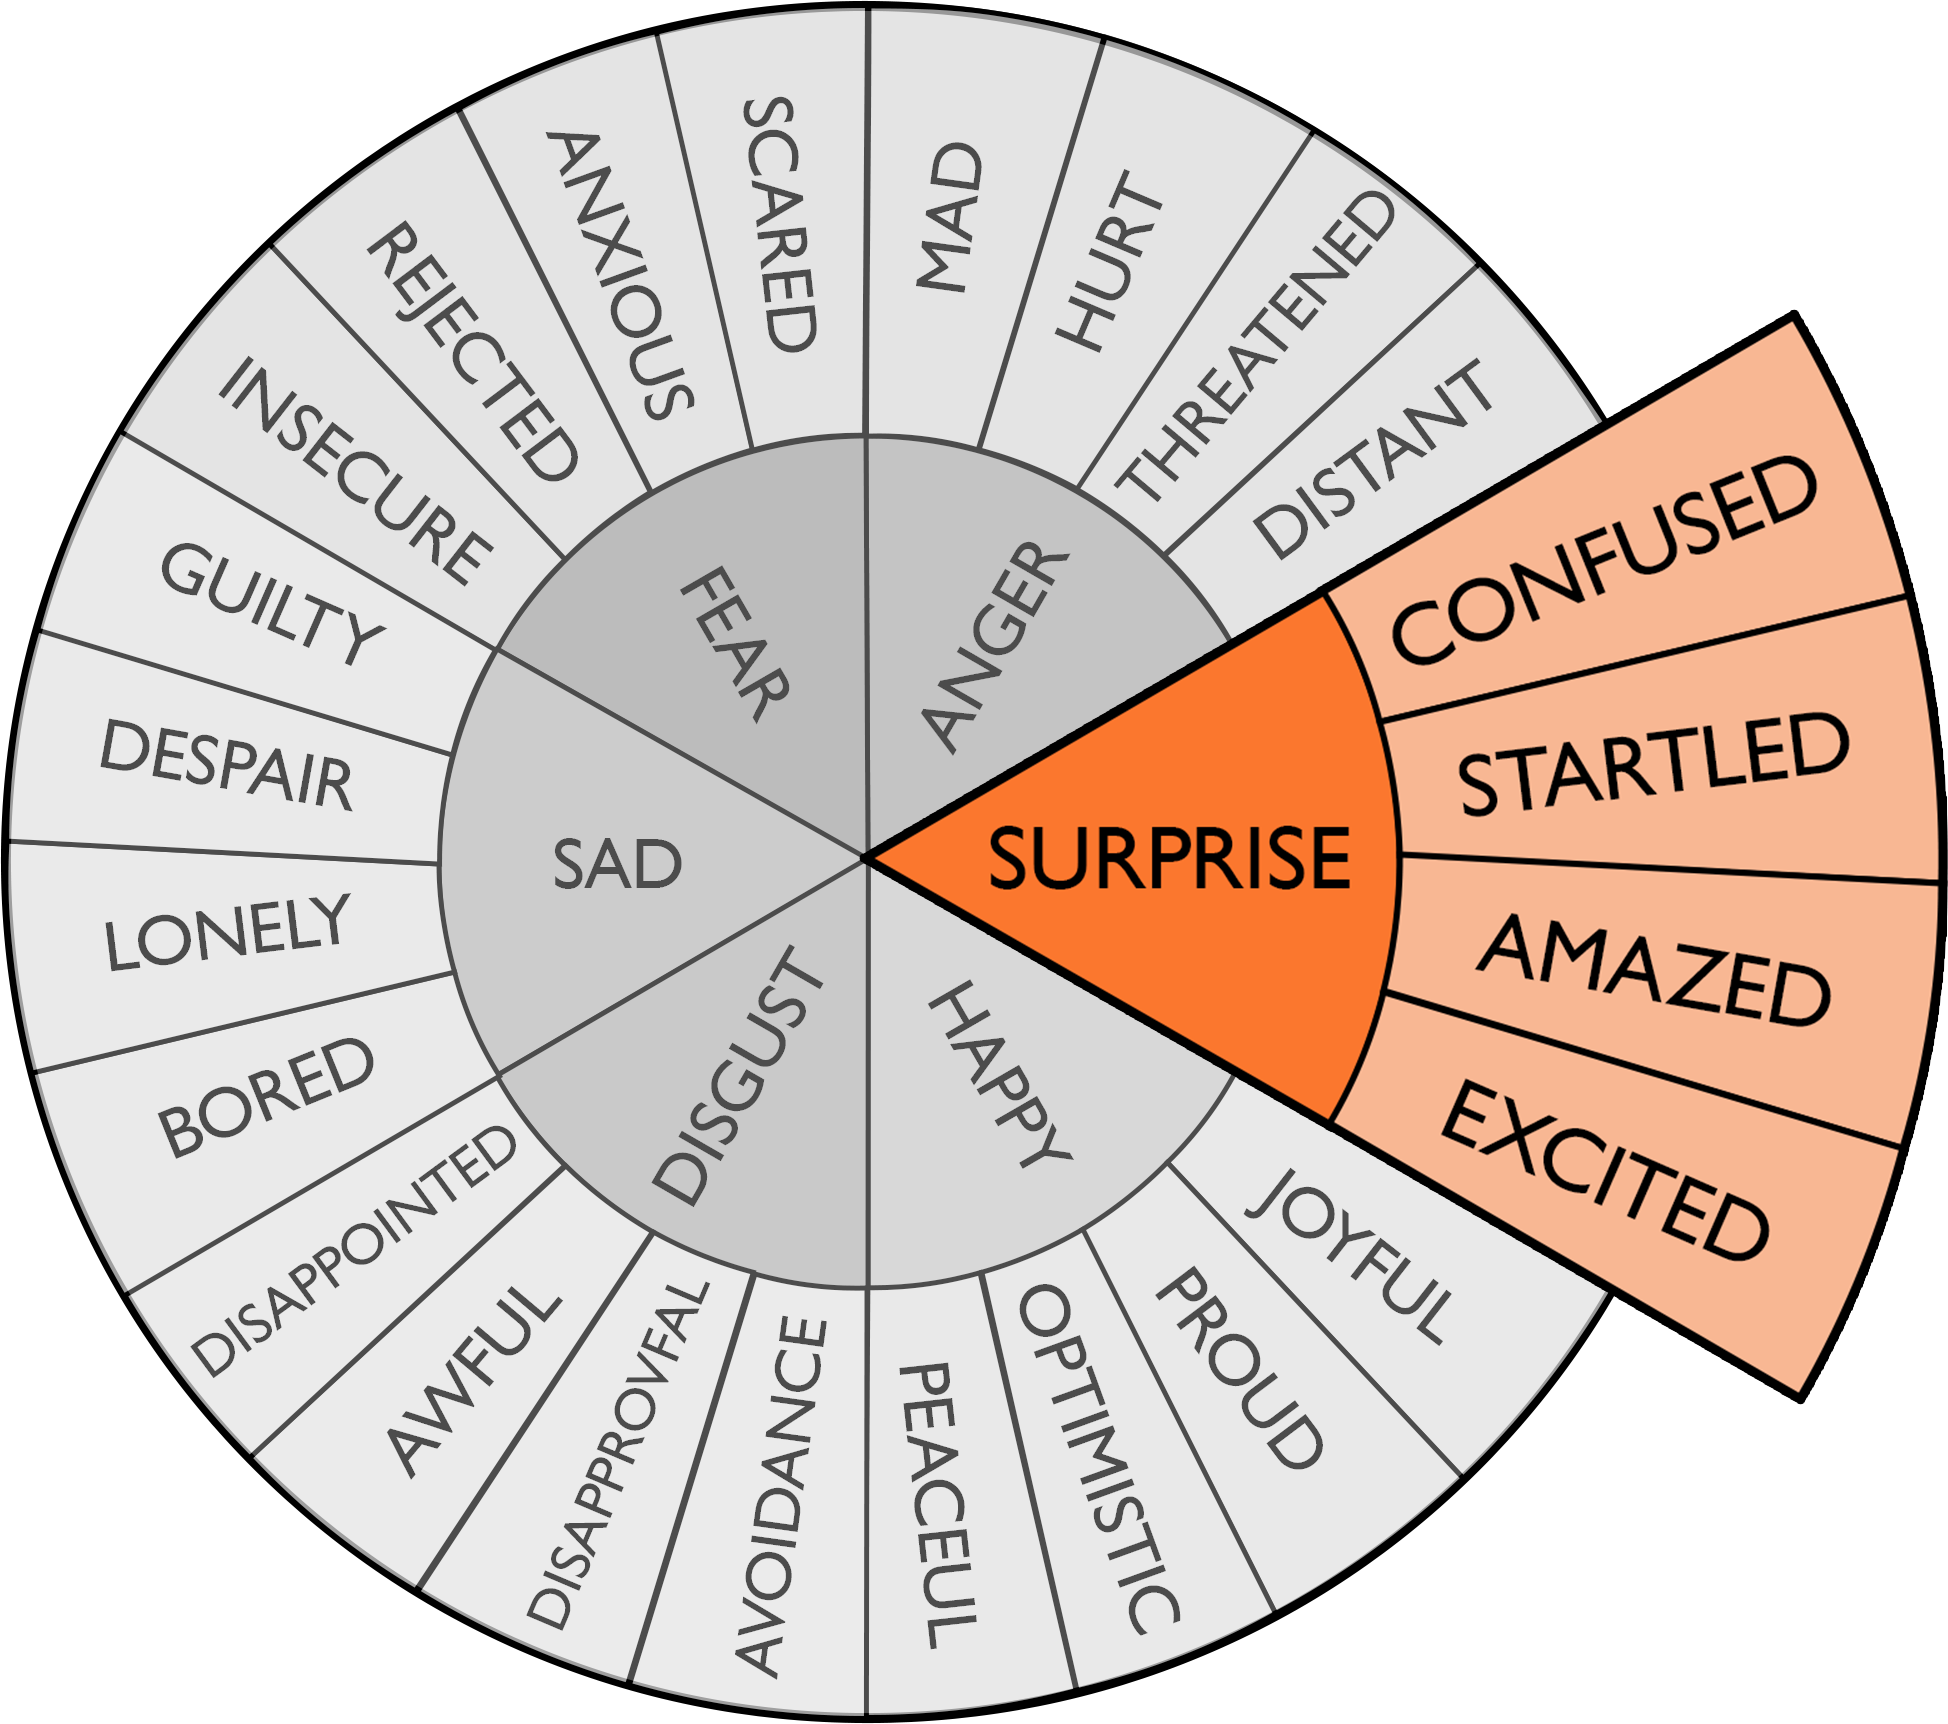 SURPRISE
CONFUSED
STARTLED
AMAZED
EXCITED
HAPPY
JOYFUL
PROUD
OPTIMISTIC
PEACEFUL
DISGUST
AVOIDANCE
DISAPPROVFAL
AWFUL
DISAPPOINTED
SAD
BORED
LONELY
DESPAIR
GUILTY
FEAR
INSECURE
REJECTED
ANXIOUS
SCARED
ANGER
MAD
HURT
THREATENED
DISTANT